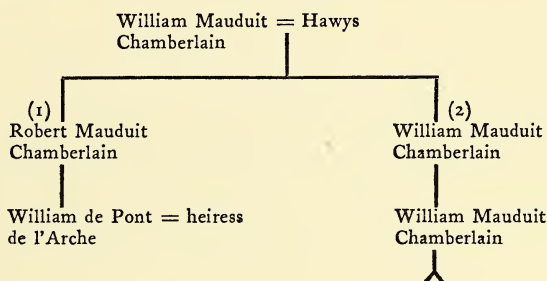 William Mauduit = Hawys
Chamberlain
(1)
Robert Mauduit
Chamberlain
(2)
William Mauduit
Chamberlain
William de Pont = heiress
de l'Arche
William Mauduit
Chamberlain